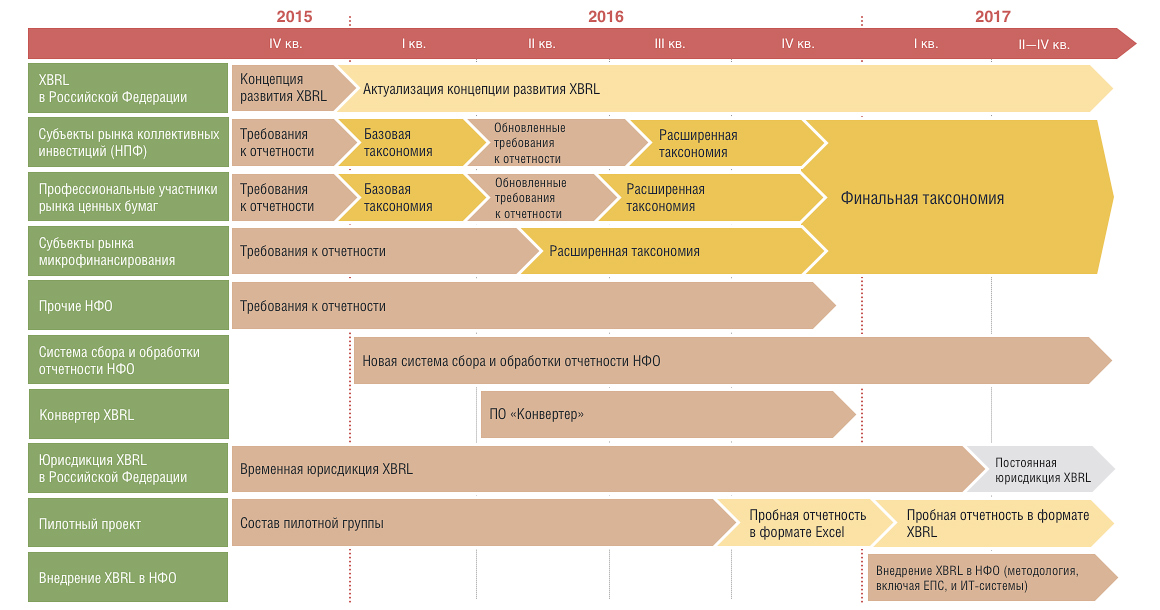 2015
2016
2017
IV кв.
I кв.
II кв.
III кв.
IV кв.
I кв.
II—IV кв.
XBRL
в Российской Федерации
Концепция
развития XBRL
Актуализация концепции развития XBRL
Субъекты рынка коллективных
инвестиций (НПФ)
Требования
к отчетности
Базовая
таксономия
Обновленные
требования
к отчетности
Расширенная
таксономия
Финальная таксономия
Профессиональные участники
рынка ценных бумаг
Требования
к отчетности
Базовая
таксономия
Обновленные
требования
к отчетности
Расширенная
таксономия
Субъекты рынка
микрофинансирования
Требования к отчетности
Расширенная таксономия
Прочие НФО
Требования к отчетности
Система сбора и обработки
отчетности НФО
Новая система сбора и обработки отчетности НФО
Конвертер XBRL
ПО «Конвертер»
Юрисдикция XBRL
в Российской Федерации
Временная юрисдикция XBRL
Постоянная
юрисдикция XBRL
Пилотный проект
Состав пилотной группы
Пробная отчетность
в формате Excel
Пробная отчетность в формате
XBRL
Внедрение XBRL в НФО
Внедрение XBRL в НФО (методология,
включая ЕПС, и ИТ-системы)